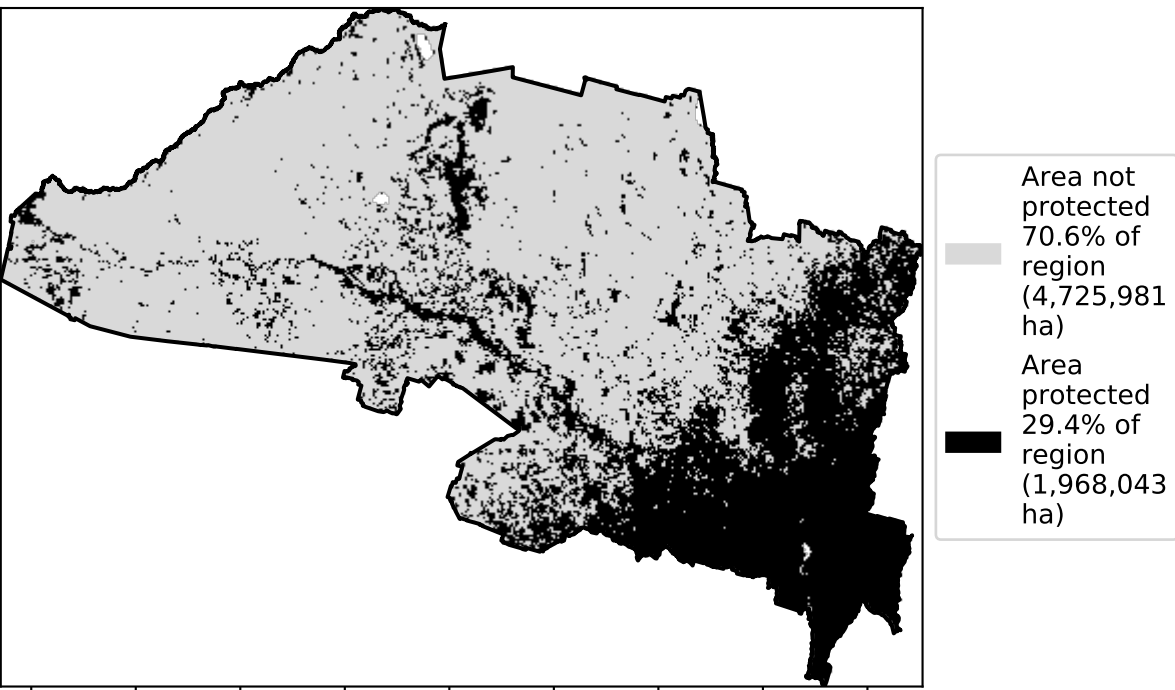 Area not
protected
70.6% of
region
(4,725,981
ha)
Area
protected
29.4% of
region
(1,968,043
ha)